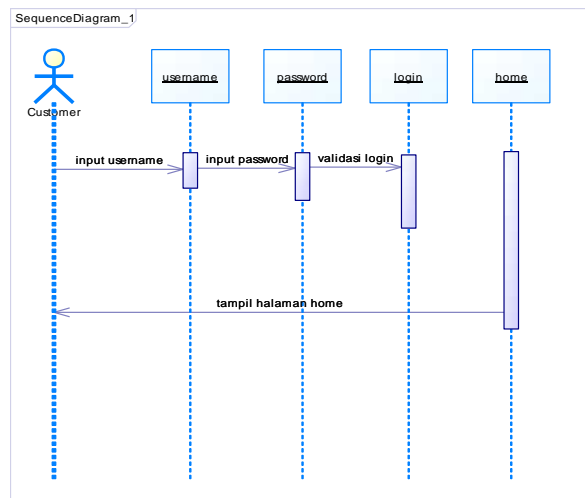 SequenceDiagram_1
username
password
login
home
Customer
input username
input password
validasi login
tampil halaman home